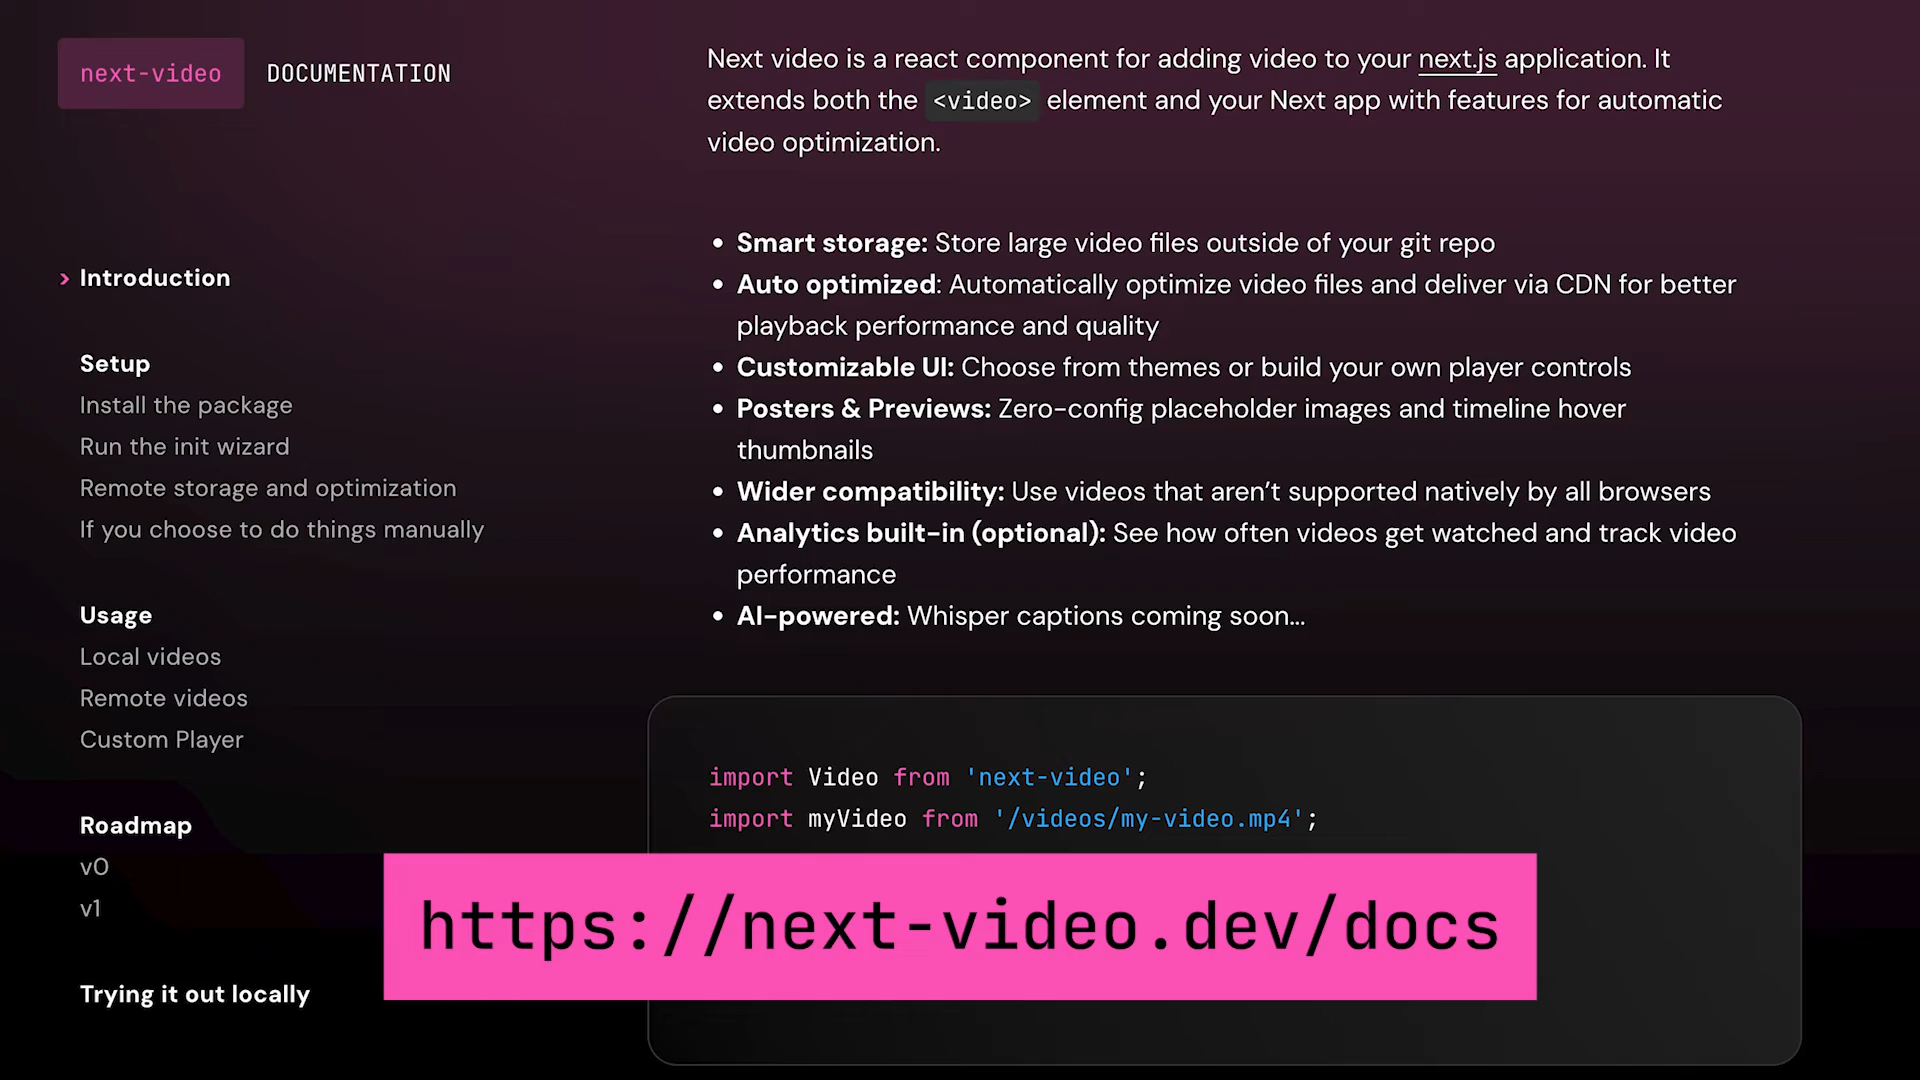 next-video DOCUMENTATION
> Introduction
Setup
Install the package
Run the init wizard
Remote storage and optimization
If you choose to do things manually
Usage
Local videos
Remote videos
Custom Player
Roadmap
v0
v1
Trying it out locally
Next video is a react component for adding video to your next.js application. It
extends both the <video> element and your Next app with features for automatic
video optimization.
• Smart storage: Store large video files outside of your git repo
• Auto optimized: Automatically optimize video files and deliver via CDN for better
playback performance and quality
• Customizable UI: Choose from themes or build your own player controls
• Posters & Previews: Zero-config placeholder images and timeline hover
thumbnails
• Wider compatibility: Use videos that aren’t supported natively by all browsers
• Analytics built-in (optional): See how often videos get watched and track video
performance
• AI-powered: Whisper captions coming soon...
import Video from 'next-video';
import myVideo from '/videos/my-video.mp4';
https://next-video.dev/docs